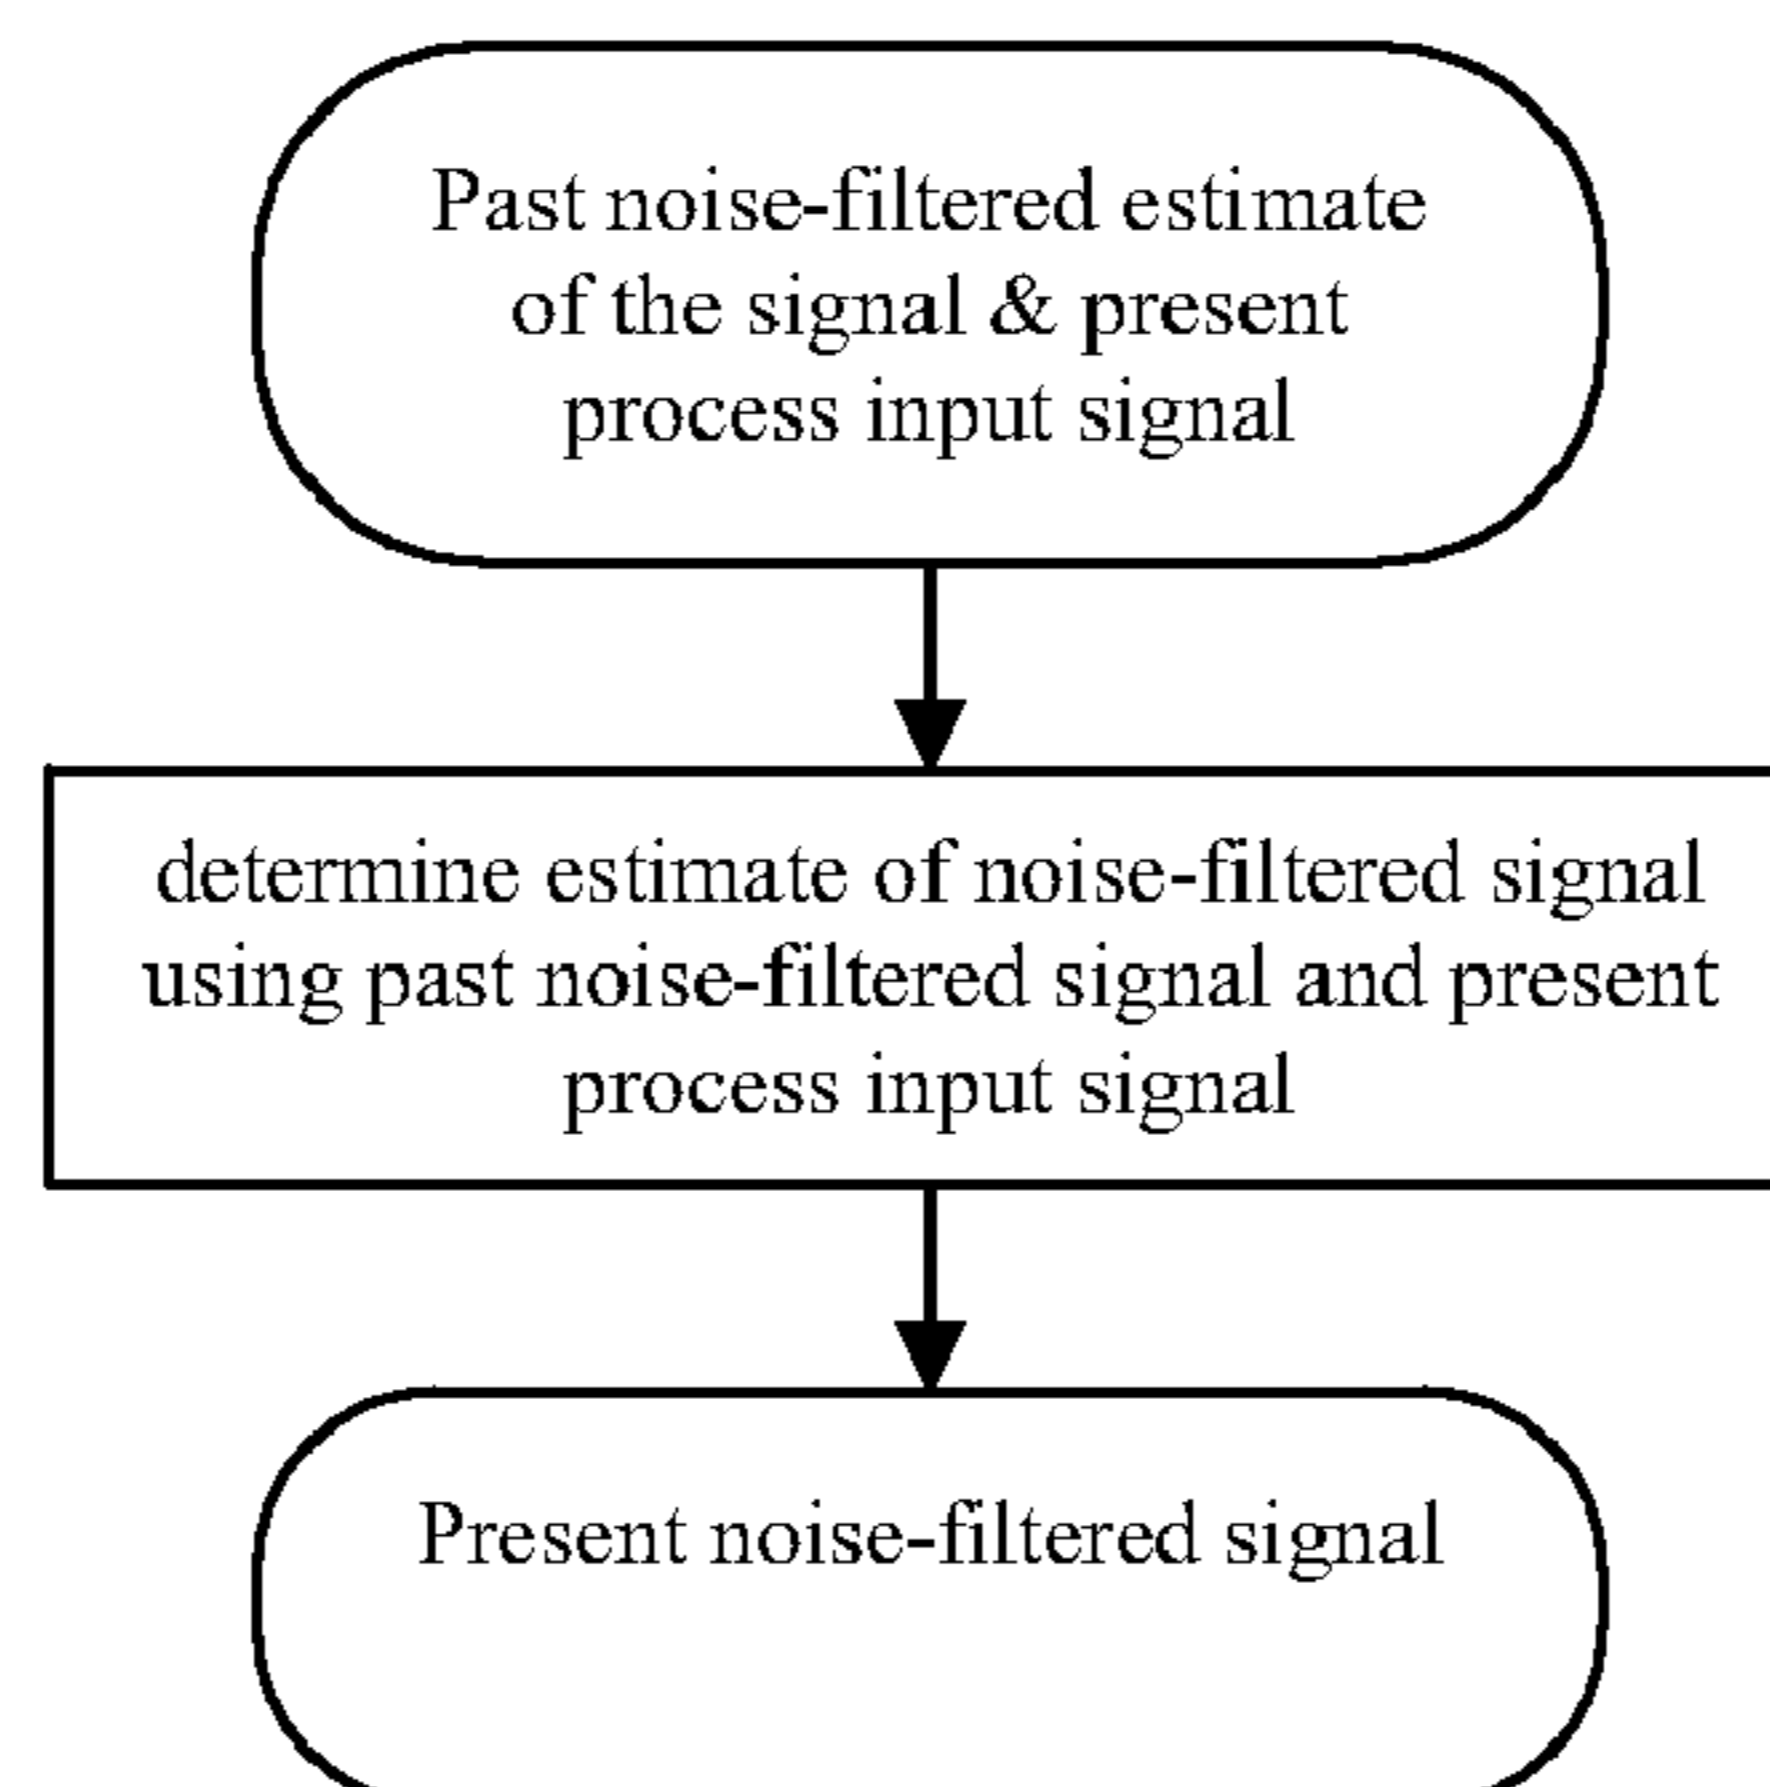 Past noise-filtered estimate
of the signal & present
process input signal
determine estimate of noise-filtered signal
using past noise-filtered signal and present
process input signal
Present noise-filtered signal